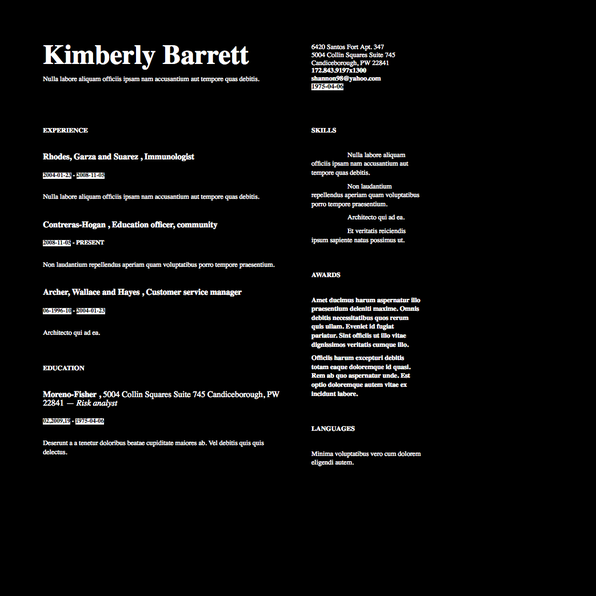 Kimberly Barrett
Nulla labore aliquam officiis ipsam nam accusantium aut tempore quas debitis.
6420 Santos Fort Apt. 347
5004 Collin Squares Suite 745
Candiceborough, PW 22841
172.843.9197x1300
shannon98@yahoo.com
1975-04-06
EXPERIENCE
Rhodes, Garza and Suarez , Immunologist
2004-01-23 - 2008-11-05
Nulla labore aliquam officiis ipsam nam accusantium aut tempore quas debitis.
Contreras-Hogan , Education officer, community
2008-11-05 - PRESENT
Non laudantium repellendus aperiam quam voluptatibus porro tempore praesentium.
Archer, Wallace and Hayes , Customer service manager
06-1996-10 - 2004-01-23
Architecto qui ad ea.
EDUCATION
Moreno-Fisher , 5004 Collin Squares Suite 745 Candiceborough, PW
22841 — Risk analyst
02.2009.19 - 1975-04-06
Deserunt a a tenetur doloribus beatae cupiditate maiores ab. Vel debitis quis quis
delectus.
SKILLS
Nulla labore aliquam
officiis ipsam nam accusantium aut
tempore quas debitis.
Non laudantium
repellendus aperiam quam voluptatibus
porro tempore praesentium.
Architecto qui ad ea.
Et veritatis reiciendis
ipsum sapiente natus possimus ut.
AWARDS
Amet ducimus harum aspernatur illo
praesentium deleniti maxime. Omnis
debitis necessitatibus quos rerum
quis ullam. Eveniet id fugiat
pariatur. Sint officiis ut illo vitae
dignissimos veritatis cumque illo.
Officiis harum excepturi debitis
totam eaque doloremque id quasi.
Rem ab quo aspernatur unde. Est
optio doloremque autem vitae ex
incidunt labore.
LANGUAGES
Minima voluptatibus vero cum dolorem
eligendi autem.